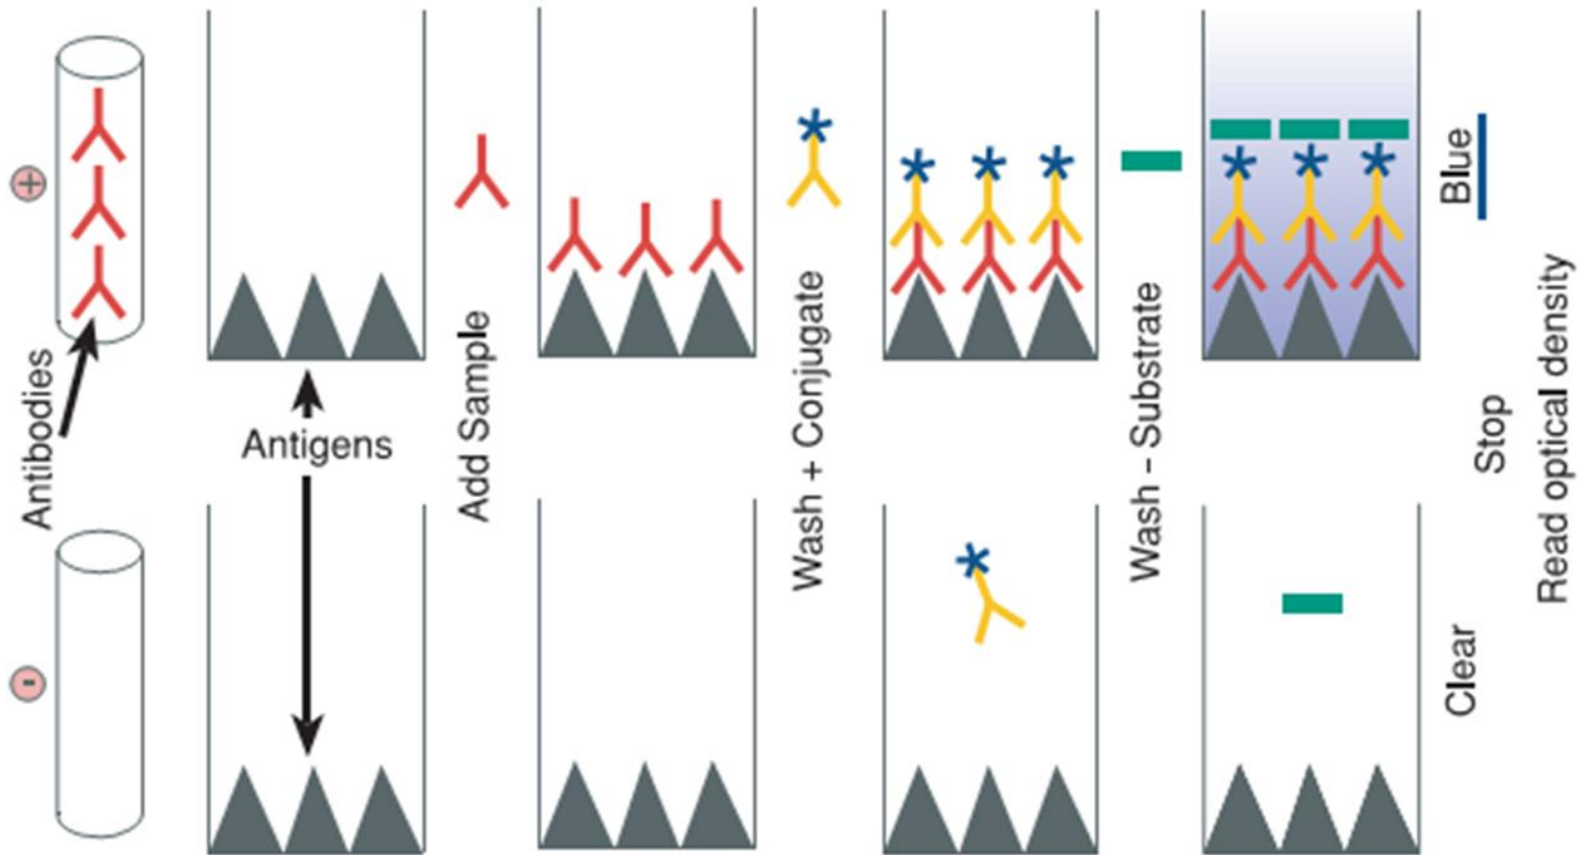 +
-
Antibodies
Antigens
Add Sample
Wash + Conjugate
Wash – Substrate
Blue
Clear
Stop
Read optical density